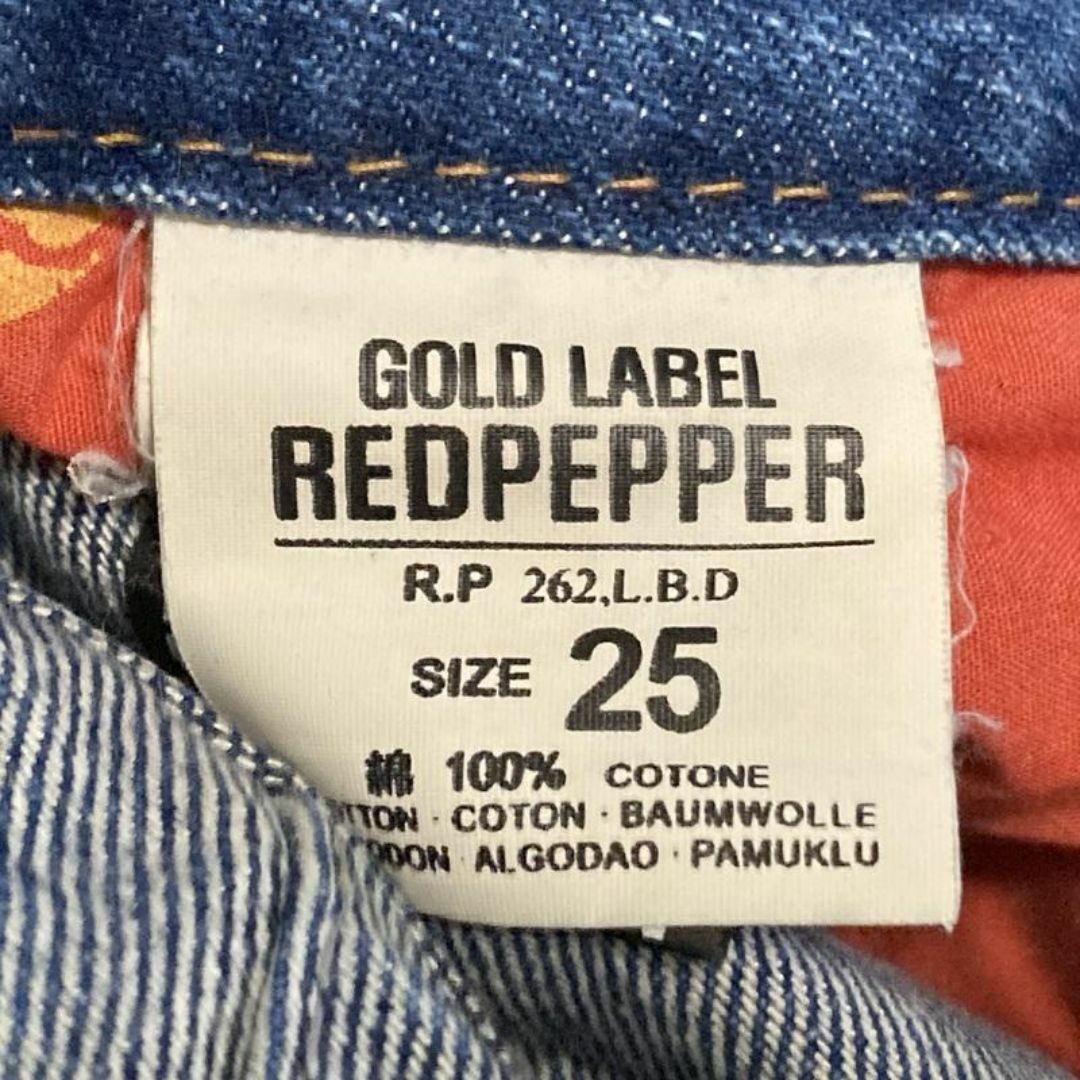 GOLD LABEL
REDPEPPER
R.P 262,L.B.D
SIZE 25
綿 100% COTONE
· COTON · BAUMWOLLE
· ALGODAO · PAMUKLU